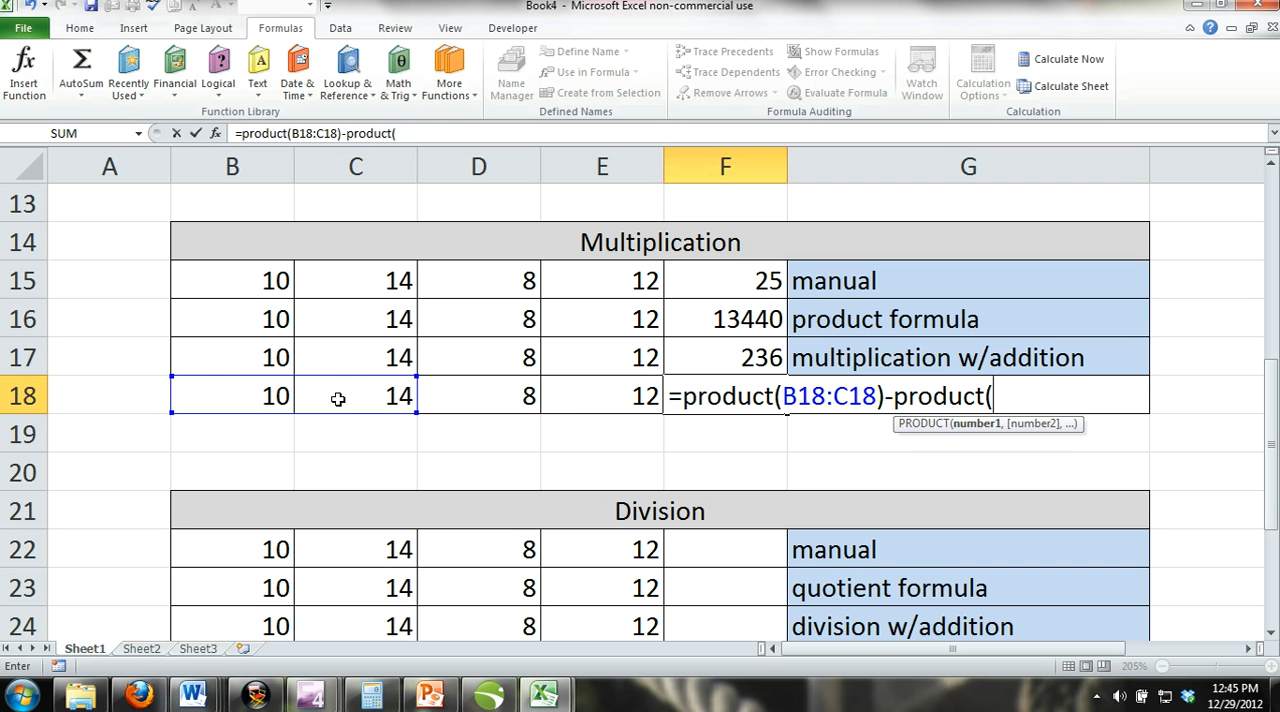 Book4 - Microsoft Excel non-commercial use
File Home Insert Page Layout Formulas Data Review View Developer
fx Insert Function
Σ AutoSum
Recently Used
Financial
Logical
Text
Date & Time
Lookup & Reference
Math & Trig
More Functions
Function Library
Name Manager
Define Name
Use in Formula
Create from Selection
Defined Names
Trace Precedents
Trace Dependents
Remove Arrows
Show Formulas
Error Checking
Evaluate Formula
Watch Window
Formula Auditing
Calculation Options
Calculate Now
Calculate Sheet
Calculation
SUM fx =product(B18:C18)-product(
A B C D E F G
13
14 Multiplication
15 10 14 8 12 25 manual
16 10 14 8 12 13440 product formula
17 10 14 8 12 236 multiplication w/addition
18 10 14 8 12 =product(B18:C18)-product(
PRODUCT(number1, [number2], ...)
19
20
21 Division
22 10 14 8 12 manual
23 10 14 8 12 quotient formula
24 10 14 8 12 division w/addition
Sheet1 Sheet2 Sheet3
Enter 205%
12:45 PM
12/29/2012